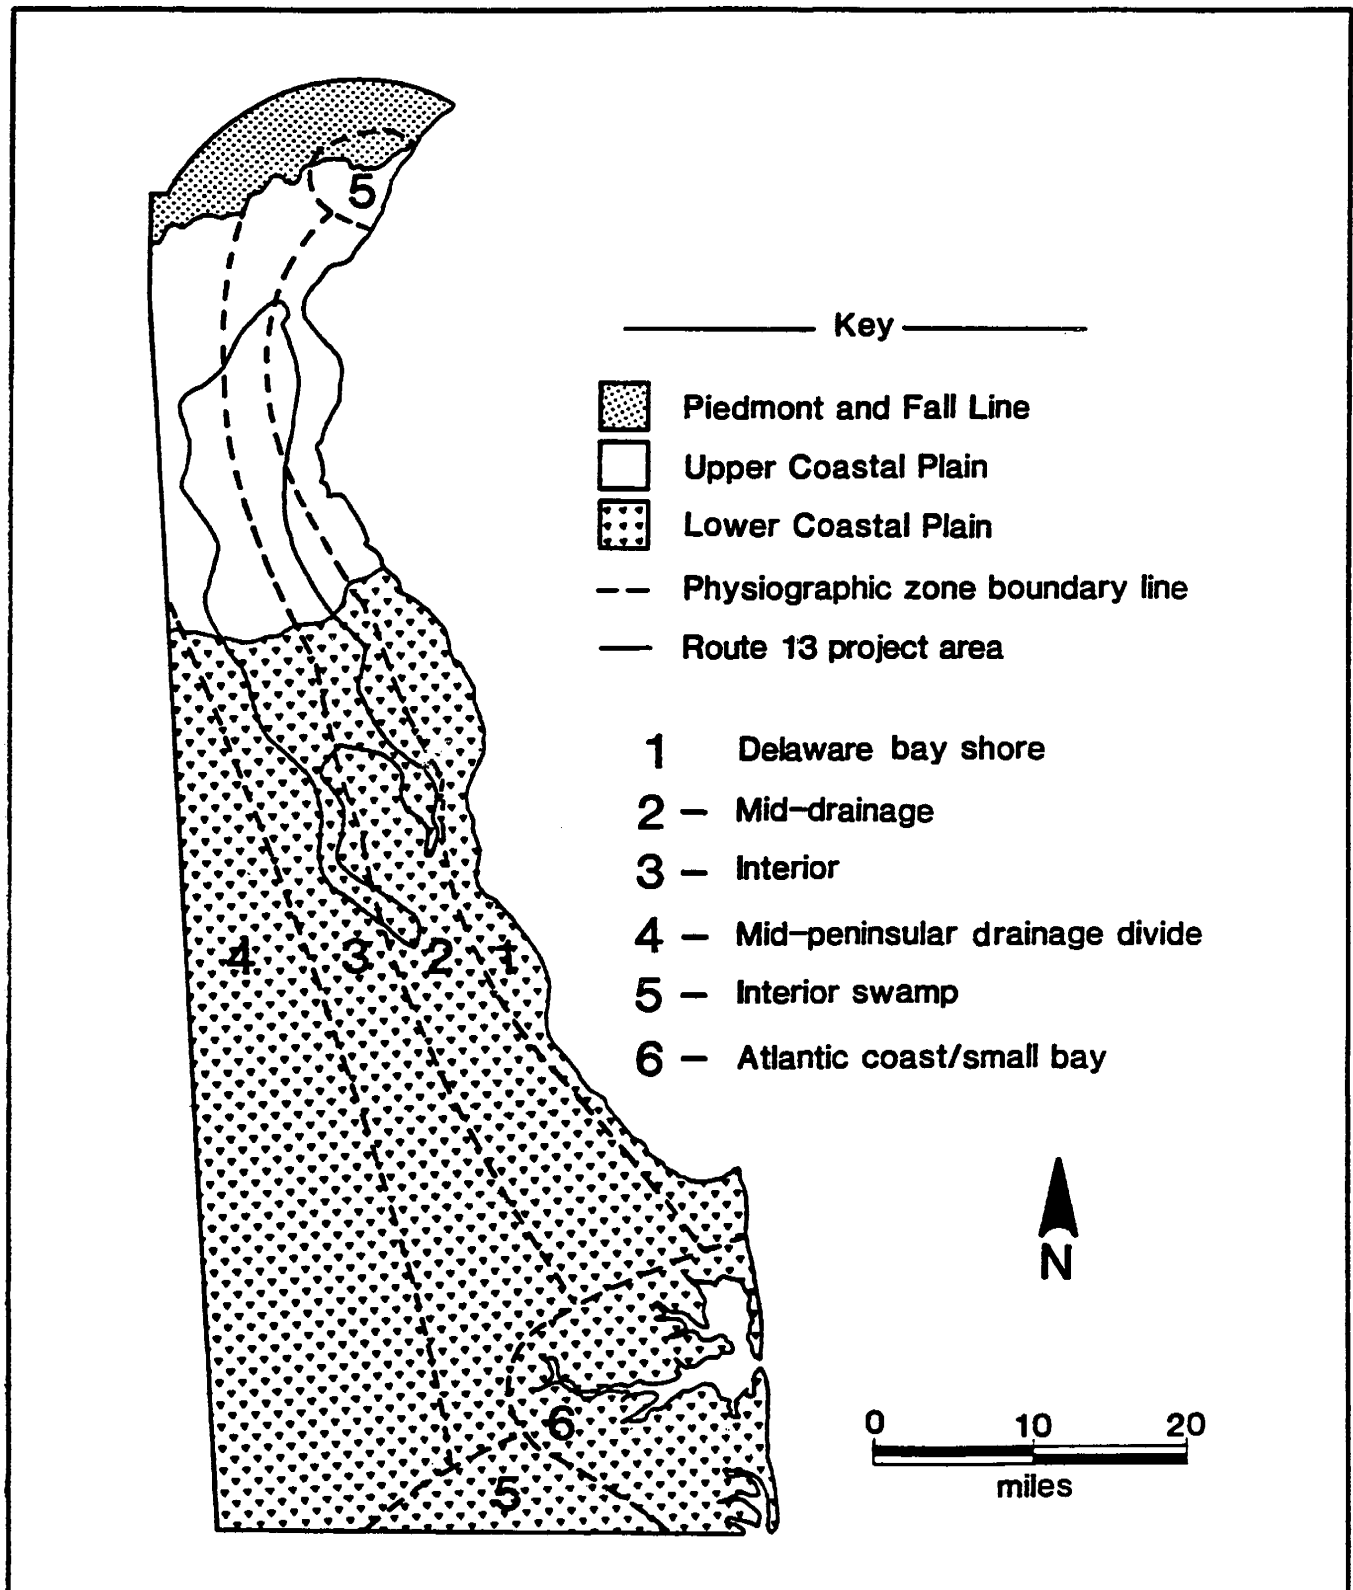 5
Key
Piedmont and Fall Line
Upper Coastal Plain
Lower Coastal Plain
Physiographic zone boundary line
Route 13 project area
1 Delaware bay shore
2 – Mid-drainage
3 – Interior
4 – Mid-peninsular drainage divide
5 – Interior swamp
6 – Atlantic coast/small bay
4 3 2 1
N
6
5
0 10 20
miles